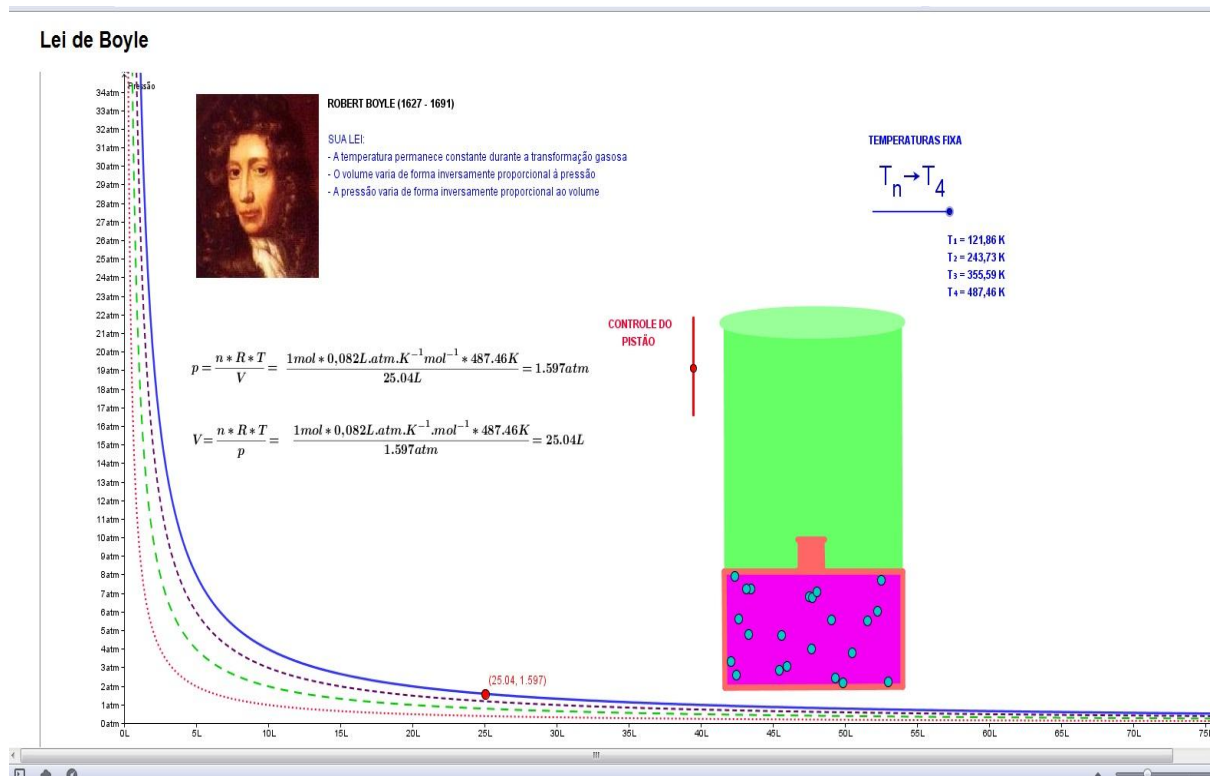 Lei de Boyle
Pressão
34atm
33atm
32atm
31atm
30atm
29atm
28atm
27atm
26atm
25atm
24atm
23atm
22atm
21atm
20atm
19atm
18atm
17atm
16atm
15atm
14atm
13atm
12atm
11atm
10atm
9atm
8atm
7atm
6atm
5atm
4atm
3atm
2atm
1atm
0atm
0L 5L 10L 15L 20L 25L 30L 35L 40L 45L 50L 55L 60L 65L 70L 75L
ROBERT BOYLE (1627 - 1691)
SUA LEI:
- A temperatura permanece constante durante a transformação gasosa
- O volume varia de forma inversamente proporcional á pressão
- A pressão varia de forma inversamente proporcional ao volume
TEMPERATURAS FIXA
Tn→T4
T₁ = 121,86 K
T₂ = 243,73 K
T₃ = 355,59 K
T₄ = 487,46 K
CONTROLE DO
PISTÃO
p = n * R * T / V = 1mol * 0,082L.atm.K⁻¹mol⁻¹ * 487.46K / 25.04L = 1.597atm
V = n * R * T / p = 1mol * 0,082L.atm.K⁻¹.mol⁻¹ * 487.46K / 1.597atm = 25.04L
(25.04, 1.597)